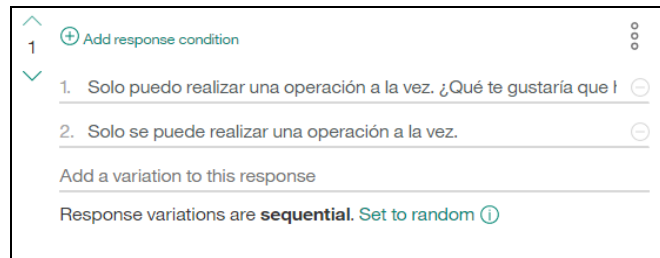 Add response condition
1
1. Solo puedo realizar una operación a la vez. ¿Qué te gustaría que
2. Solo se puede realizar una operación a la vez.
Add a variation to this response
Response variations are sequential. Set to random